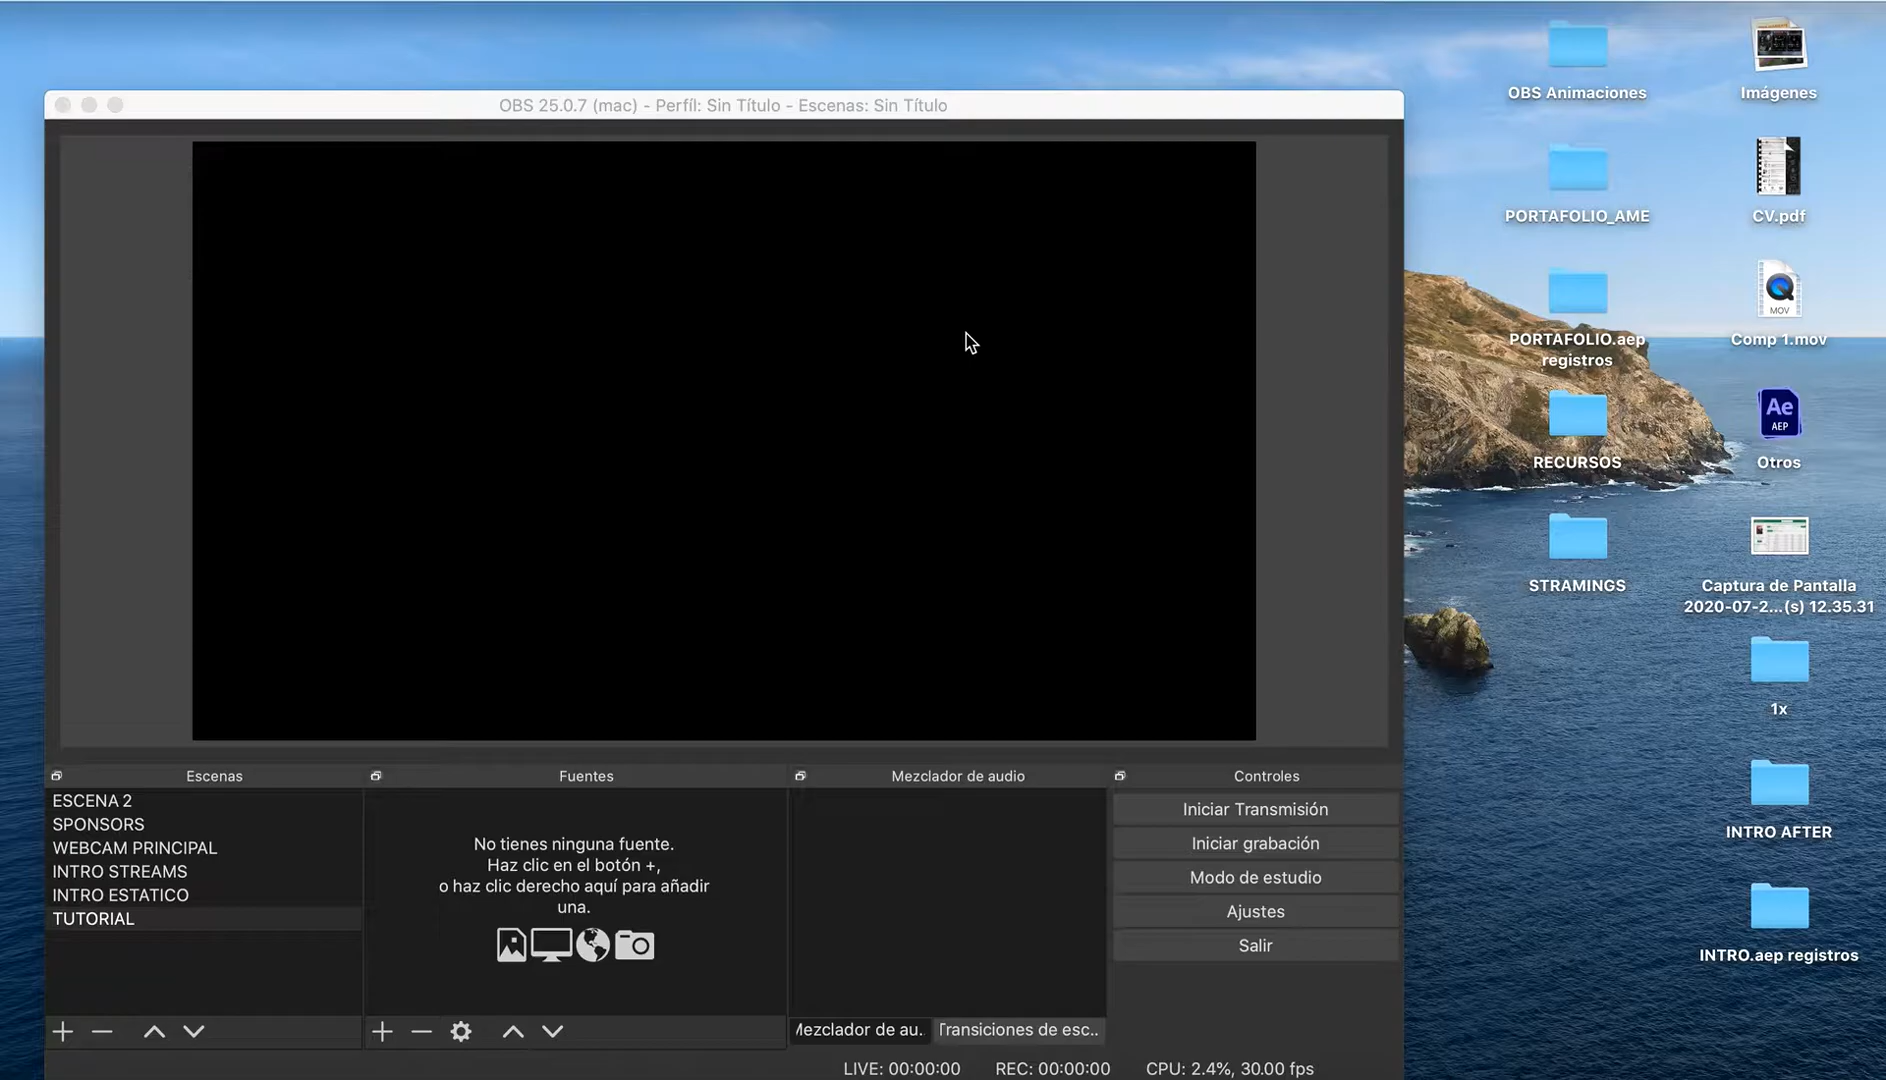 OBS 25.0.7 (mac) - Perfíl: Sin Título - Escenas: Sin Título
OBS Animaciones
Imágenes
PORTAFOLIO_AME
CV.pdf
PORTAFOLIO.aep
registros
MOV
Comp 1.mov
RECURSOS
Ae
AEP
Otros
STRAMINGS
Captura de Pantalla
2020-07-2...(s) 12.35.31
1x
INTRO AFTER
INTRO.aep registros
Escenas
ESCENA 2
SPONSORS
WEBCAM PRINCIPAL
INTRO STREAMS
INTRO ESTATICO
TUTORIAL
Fuentes
No tienes ninguna fuente.
Haz clic en el botón +,
o haz clic derecho aquí para añadir
una.
Mezclador de audio
Mezclador de au..
Transiciones de esc..
Controles
Iniciar Transmisión
Iniciar grabación
Modo de estudio
Ajustes
Salir
LIVE: 00:00:00
REC: 00:00:00
CPU: 2.4%, 30.00 fps